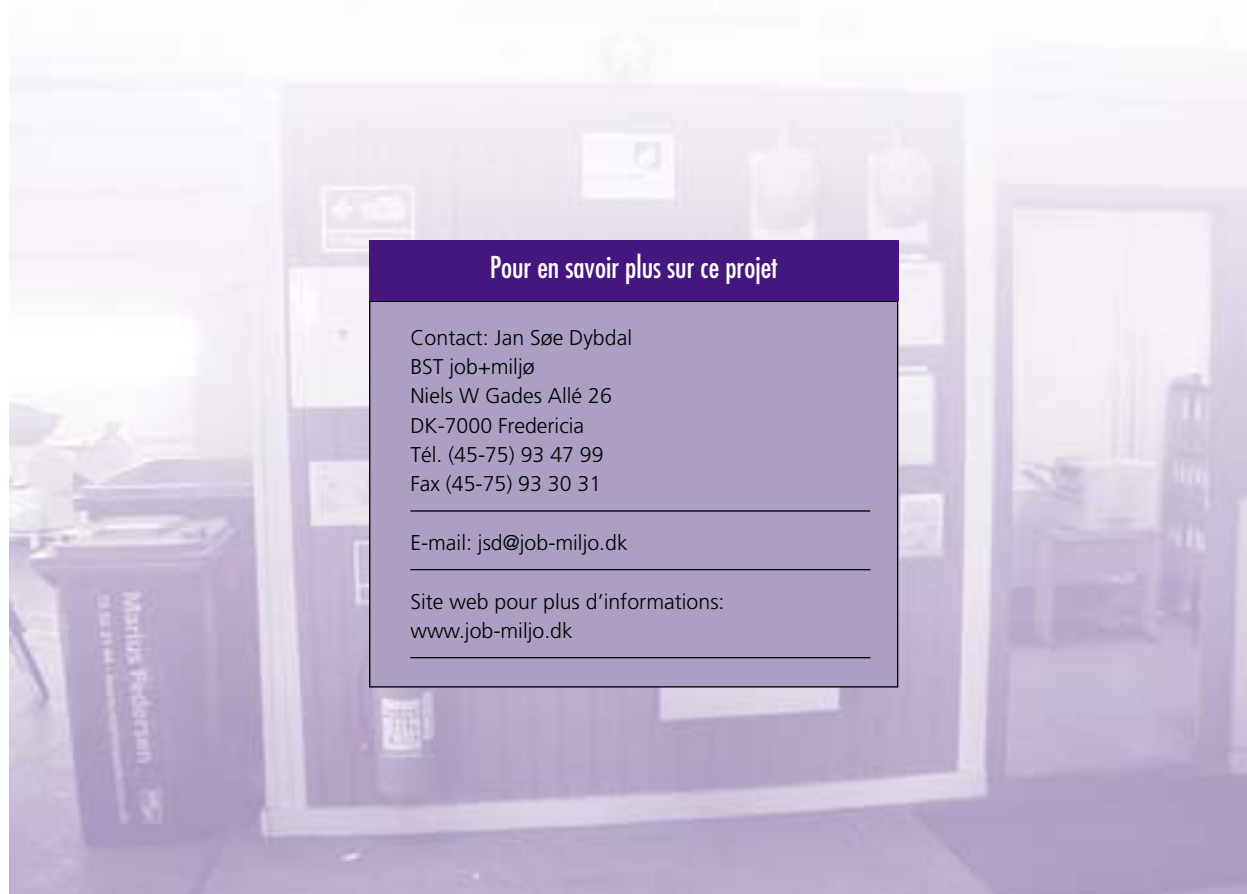 Pour en savoir plus sur ce projet
Contact: Jan Søe Dybdal
BST job+miljø
Niels W Gades Allé 26
DK-7000 Fredericia
Tél. (45-75) 93 47 99
Fax (45-75) 93 30 31
E-mail: jsd@job-miljo.dk
Site web pour plus d’informations:
www.job-miljo.dk
Marius Pedersen